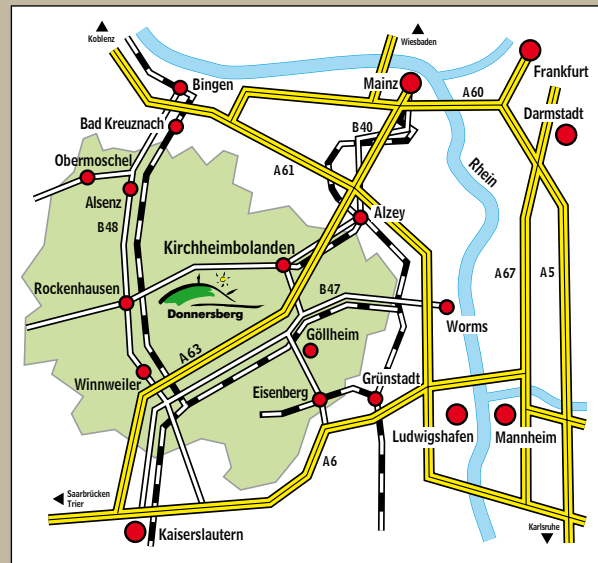 Koblenz
Wiesbaden
Frankfurt
Mainz
Bingen
A60
Darmstadt
Bad Kreuznach
B40
Obermoschel
Rhein
A61
Alsenz
Alzey
B48
Kirchheimbolanden
A67
A5
B47
Rockenhausen
Donnersberg
Worms
Göllheim
A63
Winnweiler
Grünstadt
Eisenberg
Ludwigshafen
Mannheim
A6
Saarbrücken
Trier
Kaiserslautern
Karlsruhe